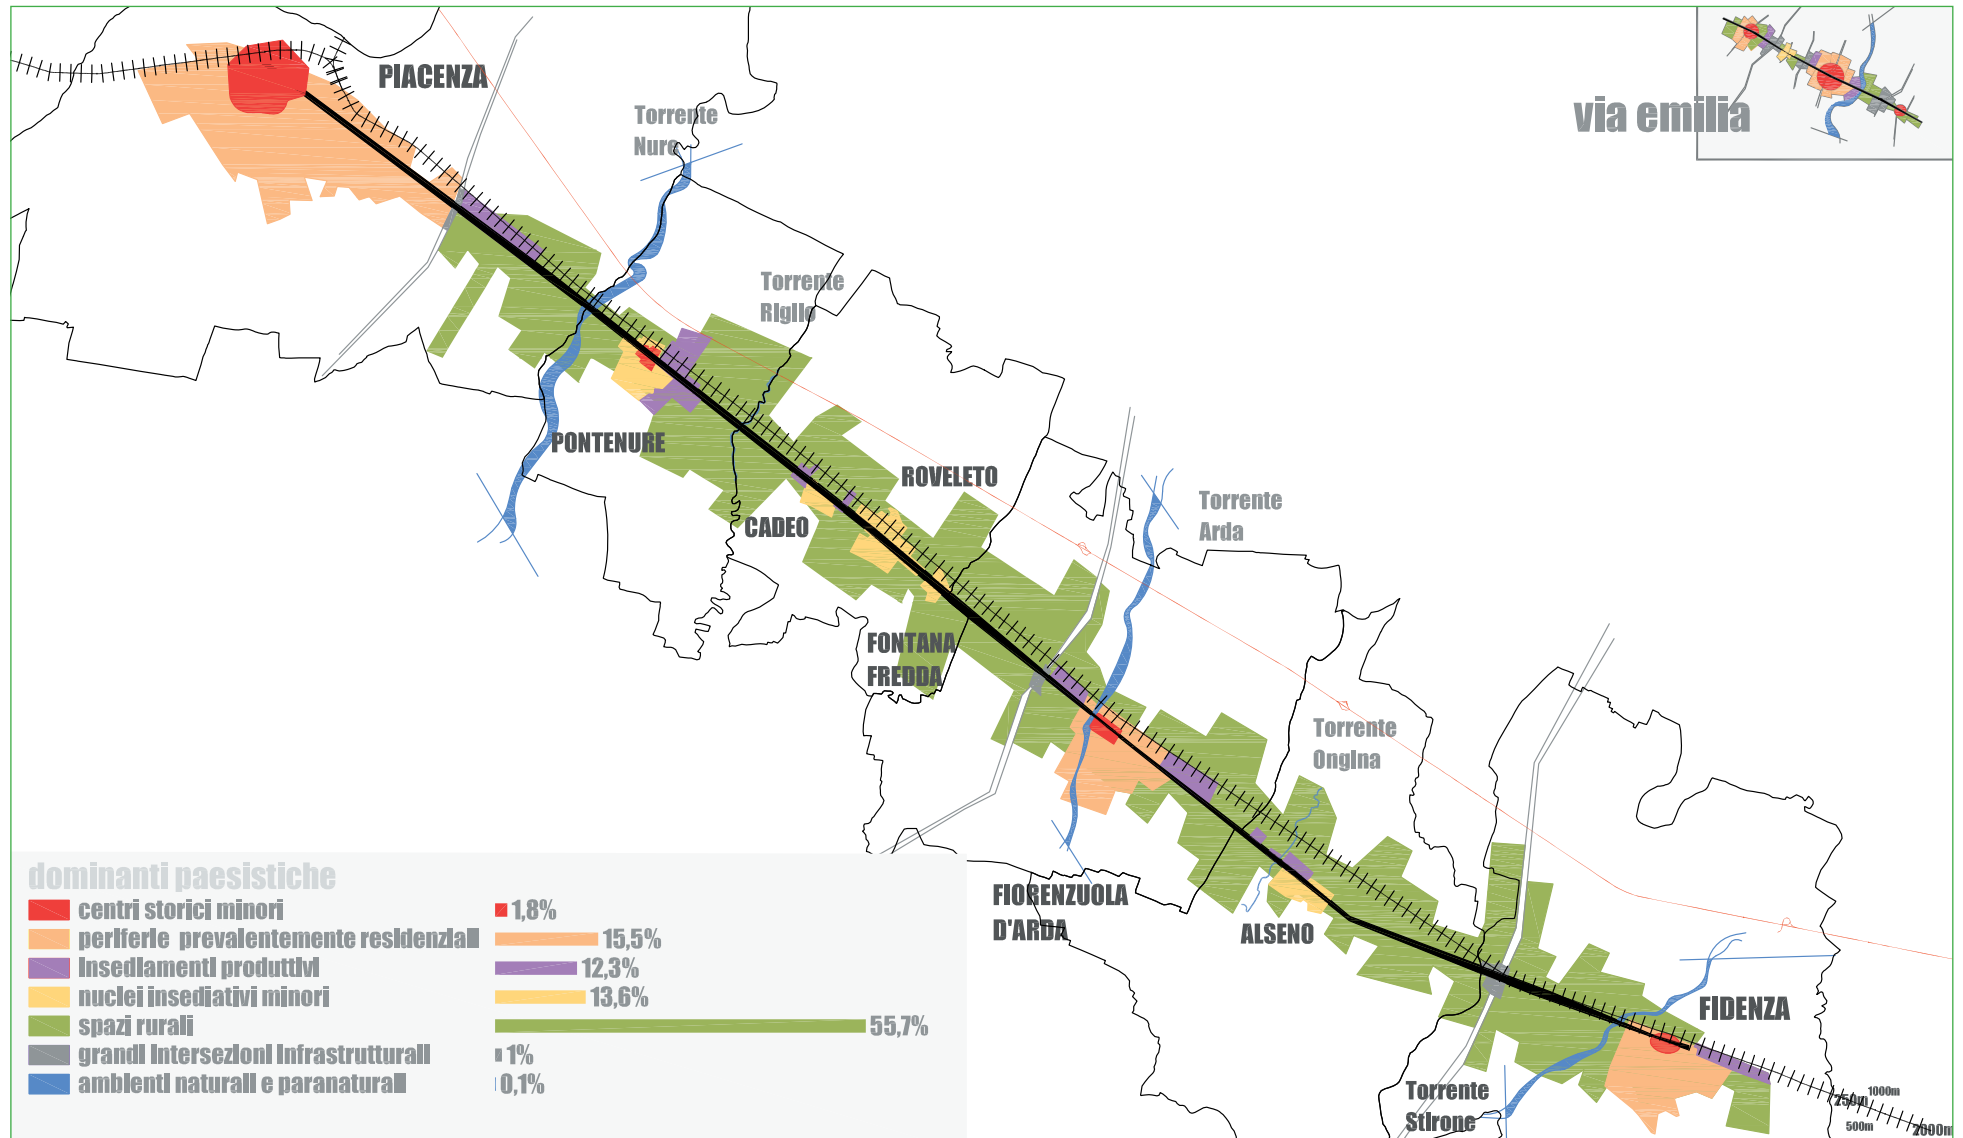 PIACENZA
via emilia
Torrente
Nure
Torrente
Riglio
PONTENURE
ROVELETO
CADEO
Torrente
Arda
FONTANA
FREDDA
Torrente
Ongina
FIORENZUOLA
D'ARDA
ALSENO
FIDENZA
Torrente
Stirone
dominanti paesistiche
centri storici minori 1,8%
periferie prevalentemente residenziali 15,5%
insediamenti produttivi 12,3%
nuclei insediativi minori 13,6%
spazi rurali 55,7%
grandi intersezioni infrastrutturali 1%
ambienti naturali e paranaturali 0,1%
1000m
250m
500m
2000m